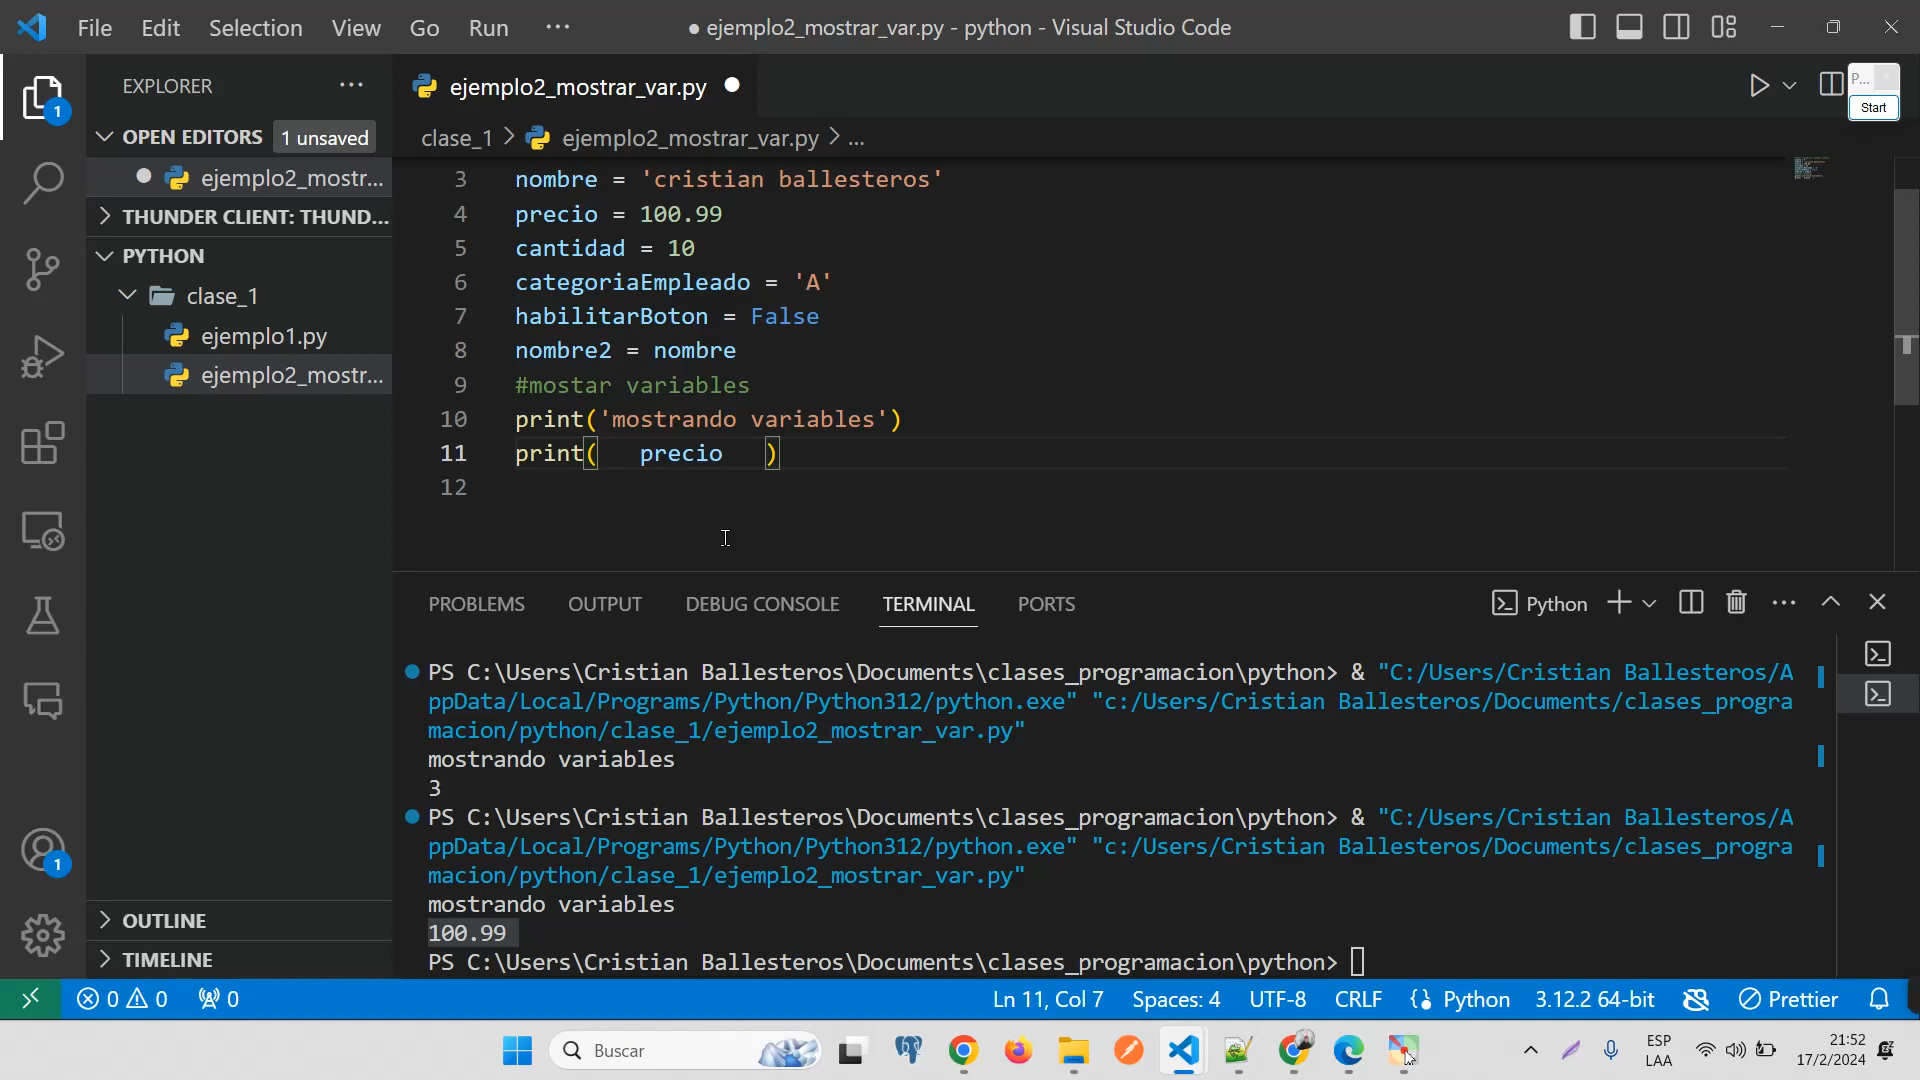 File Edit Selection View Go Run ···
● ejemplo2_mostrar_var.py - python - Visual Studio Code
EXPLORER ···
OPEN EDITORS 1 unsaved
ejemplo2_mostr...
THUNDER CLIENT: THUND...
PYTHON
clase_1
ejemplo1.py
ejemplo2_mostr...
OUTLINE
TIMELINE
1
1
ejemplo2_mostrar_var.py
P...
Start
clase_1 > ejemplo2_mostrar_var.py > ...
3 nombre = 'cristian ballesteros'
4 precio = 100.99
5 cantidad = 10
6 categoriaEmpleado = 'A'
7 habilitarBoton = False
8 nombre2 = nombre
9 #mostar variables
10 print('mostrando variables')
11 print(   precio   )
12
PROBLEMS OUTPUT DEBUG CONSOLE TERMINAL PORTS
Python
PS C:\Users\Cristian Ballesteros\Documents\clases_programacion\python> & "C:/Users/Cristian Ballesteros/A
ppData/Local/Programs/Python/Python312/python.exe" "c:/Users/Cristian Ballesteros/Documents/clases_progra
macion/python/clase_1/ejemplo2_mostrar_var.py"
mostrando variables
3
PS C:\Users\Cristian Ballesteros\Documents\clases_programacion\python> & "C:/Users/Cristian Ballesteros/A
ppData/Local/Programs/Python/Python312/python.exe" "c:/Users/Cristian Ballesteros/Documents/clases_progra
macion/python/clase_1/ejemplo2_mostrar_var.py"
mostrando variables
100.99
PS C:\Users\Cristian Ballesteros\Documents\clases_programacion\python>
0 0 0 Ln 11, Col 7 Spaces: 4 UTF-8 CRLF Python 3.12.2 64-bit Prettier
Buscar
ESP
LAA
21:52
17/2/2024